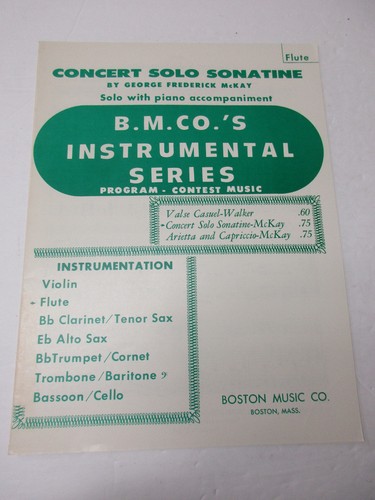 Flute
CONCERT SOLO SONATINE
BY GEORGE FREDERICK McKAY
Solo with piano accompaniment
B.M.CO.'S
INSTRUMENTAL
SERIES
PROGRAM - CONTEST MUSIC
Valse Casuel-Walker .60
Concert Solo Sonatine-McKay .75
Arietta and Capriccio-McKay .75
INSTRUMENTATION
Violin
Flute
Bb Clarinet/Tenor Sax
Eb Alto Sax
Bb Trumpet/Cornet
Trombone/Baritone 𝄢
Bassoon/Cello
BOSTON MUSIC CO.
BOSTON, MASS.